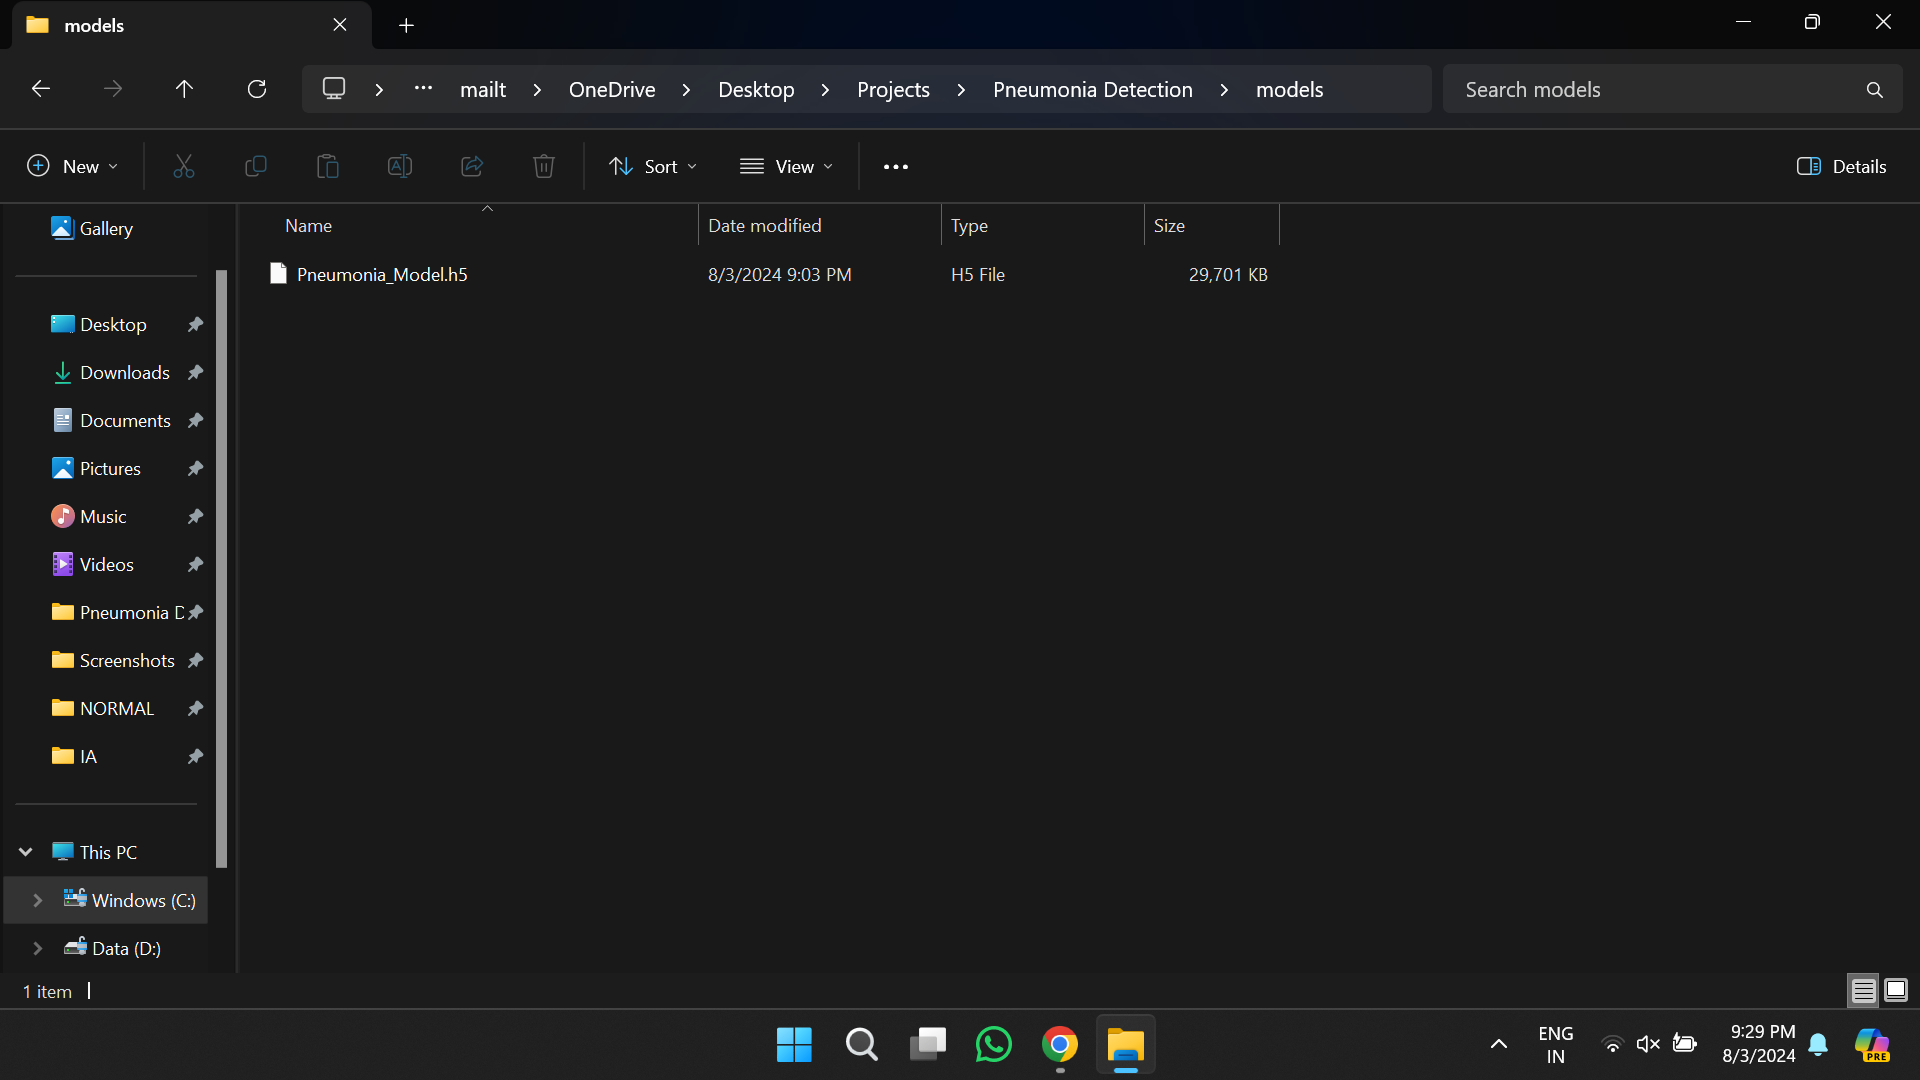 models
mailt OneDrive Desktop Projects Pneumonia Detection models
Search models
New Sort View Details
Name Date modified Type Size
Pneumonia_Model.h5 8/3/2024 9:03 PM H5 File 29,701 KB
Gallery
Desktop
Downloads
Documents
Pictures
Music
Videos
Pneumonia D
Screenshots
NORMAL
IA
This PC
Windows (C:)
Data (D:)
1 item
ENG
IN
9:29 PM
8/3/2024
PRE